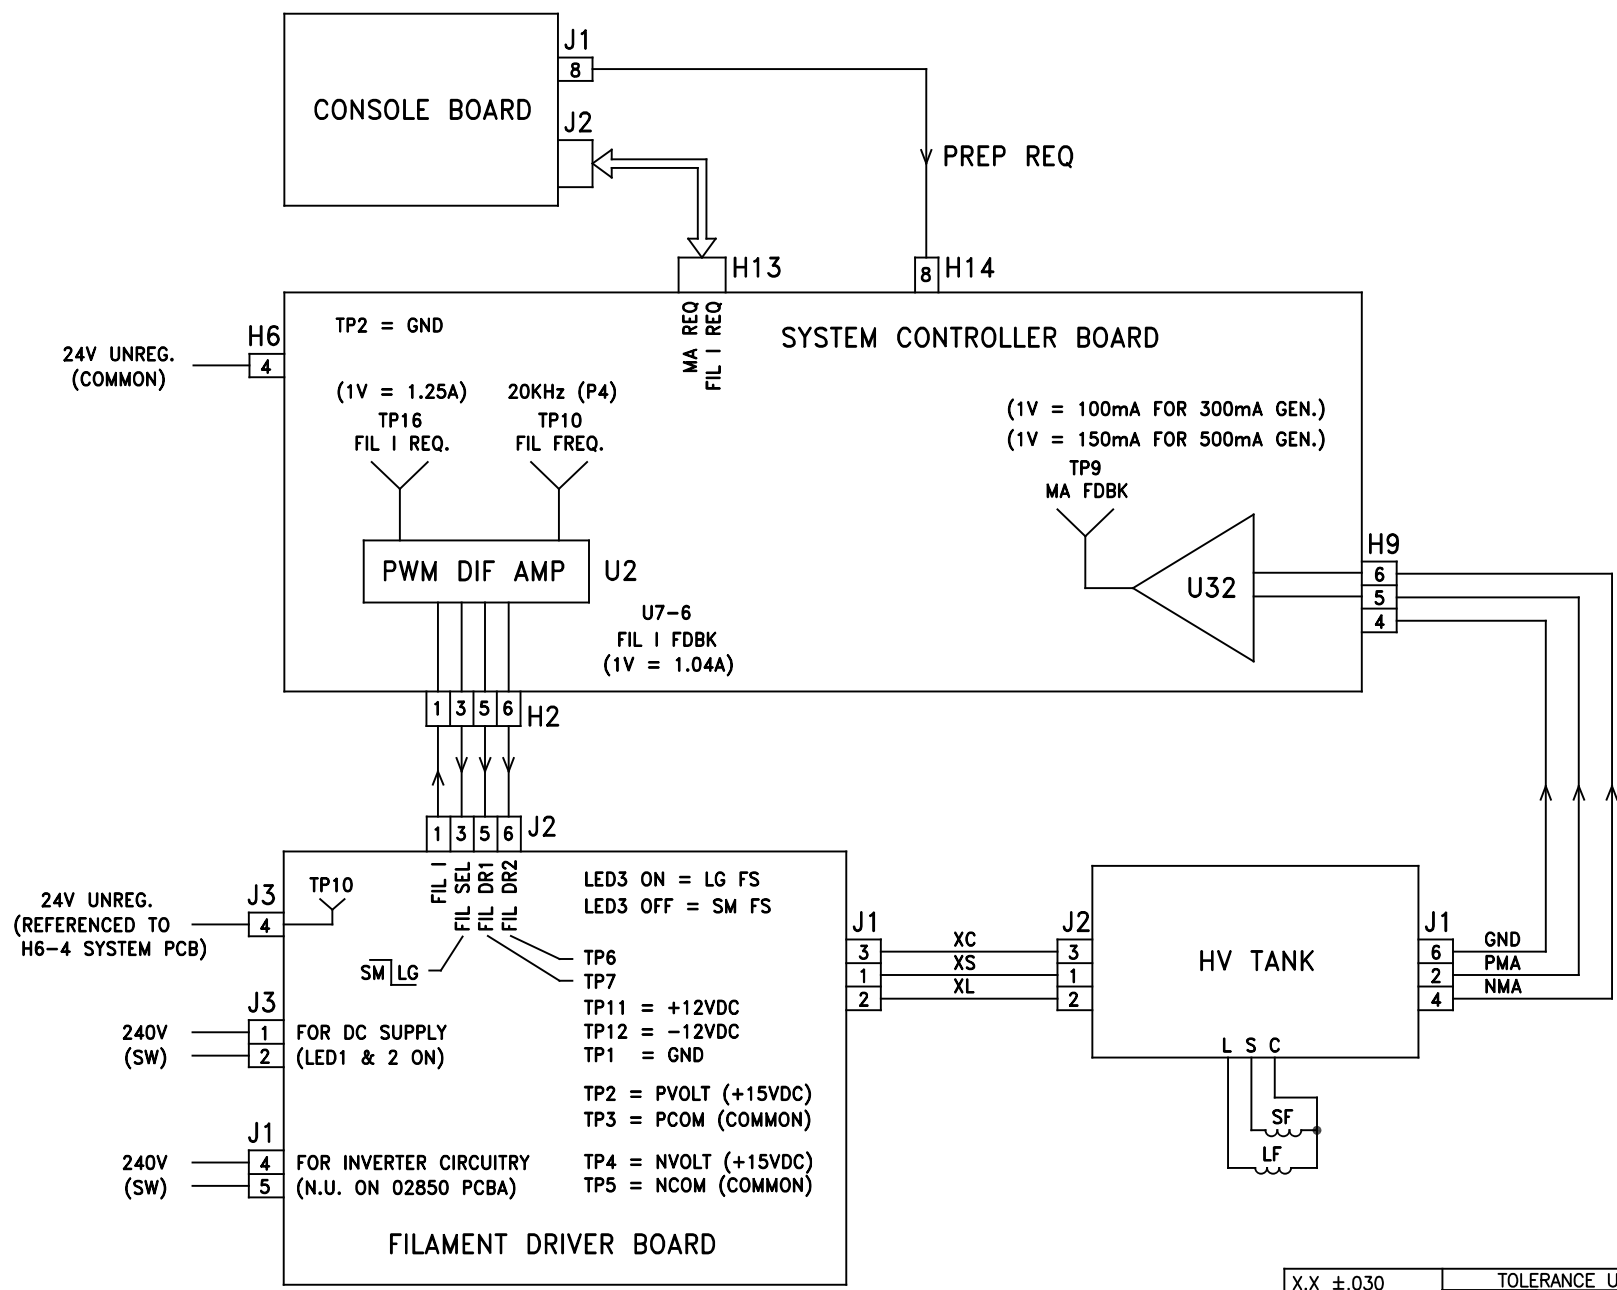 J1
8
CONSOLE BOARD
J2
PREP REQ
H13
8
H14
MA REQ
FIL I REQ
TP2 = GND
SYSTEM CONTROLLER BOARD
H6
4
24V UNREG.
(COMMON)
(1V = 1.25A)
TP16
FIL I REQ.
20KHz (P4)
TP10
FIL FREQ.
(1V = 100mA FOR 300mA GEN.)
(1V = 150mA FOR 500mA GEN.)
TP9
MA FDBK
H9
6
5
4
U32
PWM DIF AMP
U2
U7-6
FIL I FDBK
(1V = 1.04A)
1 3 5 6
H2
1 3 5 6
J2
FIL I
FIL SEL
FIL DR1
FIL DR2
LED3 ON = LG FS
LED3 OFF = SM FS
24V UNREG.
(REFERENCED TO
H6-4 SYSTEM PCB)
J3
4
TP10
SM LG
TP6
TP7
TP11 = +12VDC
TP12 = -12VDC
TP1 = GND
TP2 = PVOLT (+15VDC)
TP3 = PCOM (COMMON)
TP4 = NVOLT (+15VDC)
TP5 = NCOM (COMMON)
J3
240V
(SW)
1
2
FOR DC SUPPLY
(LED1 & 2 ON)
J1
240V
(SW)
4
5
FOR INVERTER CIRCUITRY
(N.U. ON 02850 PCBA)
FILAMENT DRIVER BOARD
J1
3
1
2
XC
XS
XL
J2
3
1
2
HV TANK
J1
6
2
4
GND
PMA
NMA
L S C
SF
LF
X.X ±.030
TOLERANCE U